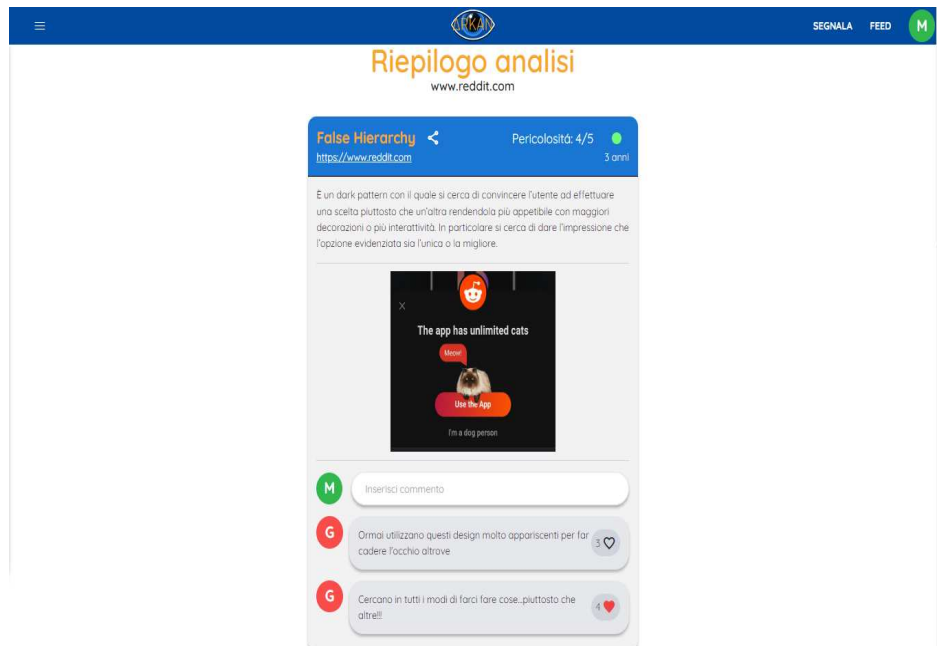 ARKAN
SEGNALA FEED M
Riepilogo analisi
www.reddit.com
False Hierarchy Pericolositá: 4/5
https://www.reddit.com 3 anni
È un dark pattern con il quale si cerca di convincere l'utente ad effettuare
una scelta piuttosto che un'altra rendendola più appetibile con maggiori
decorazioni o più interattività. In particolare si cerca di dare l'impressione che
l'opzione evidenziata sia l'unica o la migliore.
X
The app has unlimited cats
Meow!
Use the App
I'm a dog person
M Inserisci commento
G Ormai utilizzano questi design molto appariscenti per far
cadere l'occhio altrove
3
G Cercano in tutti i modi di farci fare cose...piuttosto che
altre!!!
4